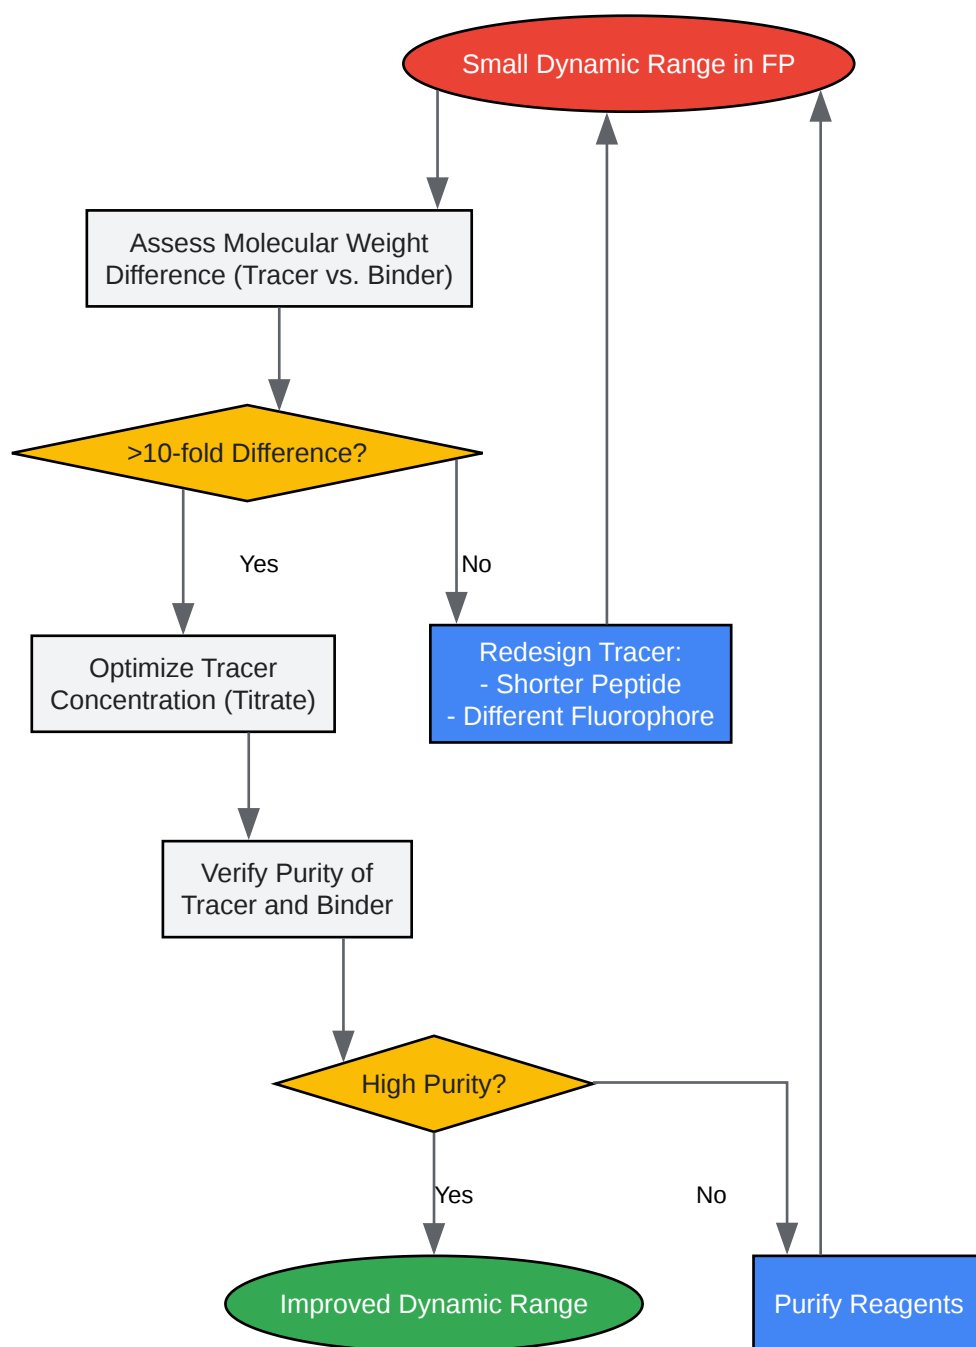 Small Dynamic Range in FP
Assess Molecular Weight
Difference (Tracer vs. Binder)
>10-fold Difference?
Yes
No
Optimize Tracer
Concentration (Titrate)
Redesign Tracer:
- Shorter Peptide
- Different Fluorophore
Verify Purity of
Tracer and Binder
High Purity?
Yes
No
Improved Dynamic Range
Purify Reagents